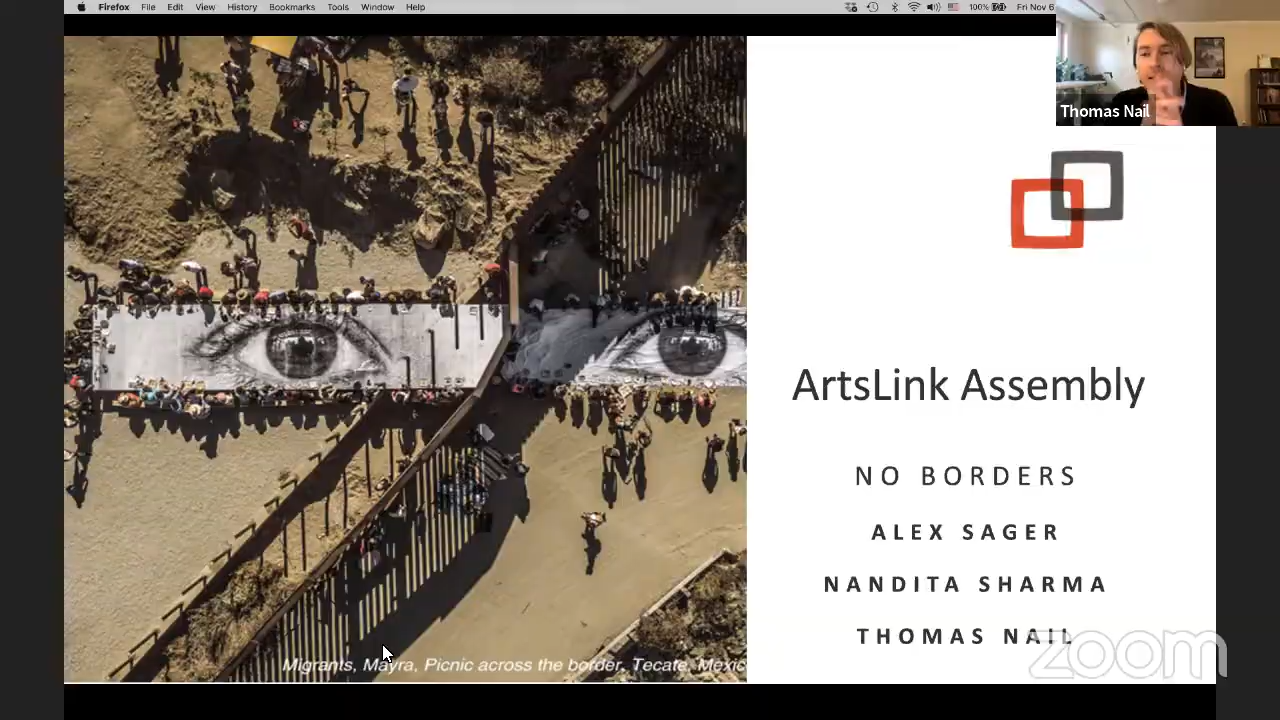 Firefox File Edit View History Bookmarks Tools Window Help 100% Fri Nov 6
Thomas Nail
ArtsLink Assembly
NO BORDERS
ALEX SAGER
NANDITA SHARMA
THOMAS NAIL
Migrants, Mayra, Picnic across the border, Tecate, Mexic
zoom